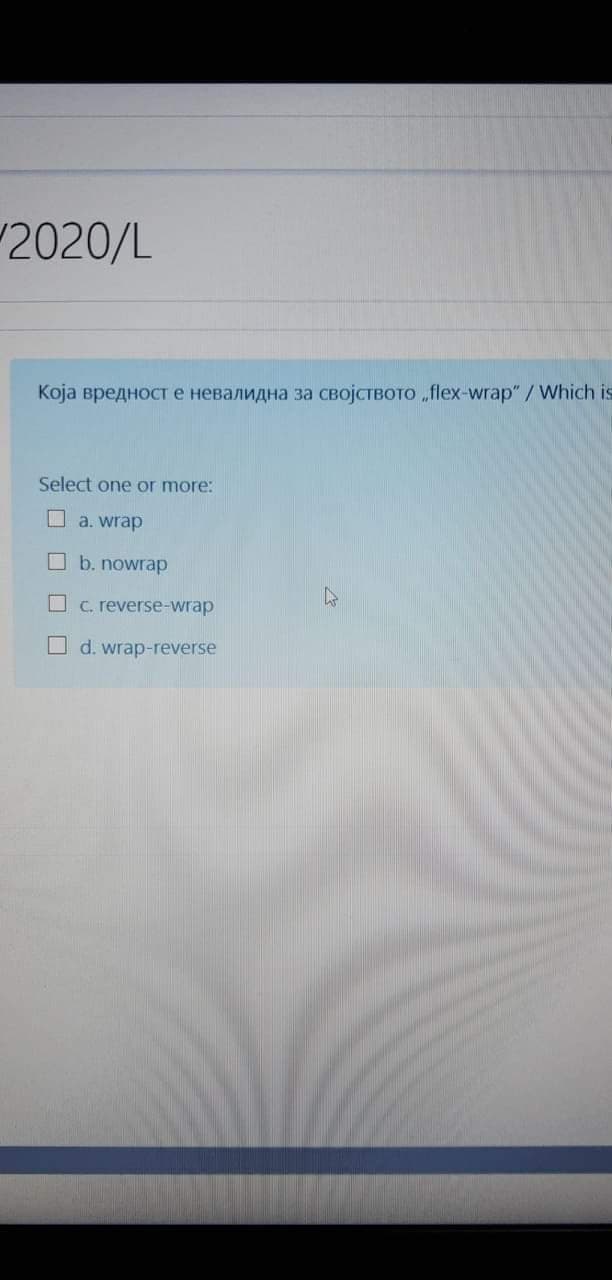 /2020/L
Која вредност е невалидна за својството „flex-wrap” / Which is
Select one or more:
a. wrap
b. nowrap
c. reverse-wrap
d. wrap-reverse